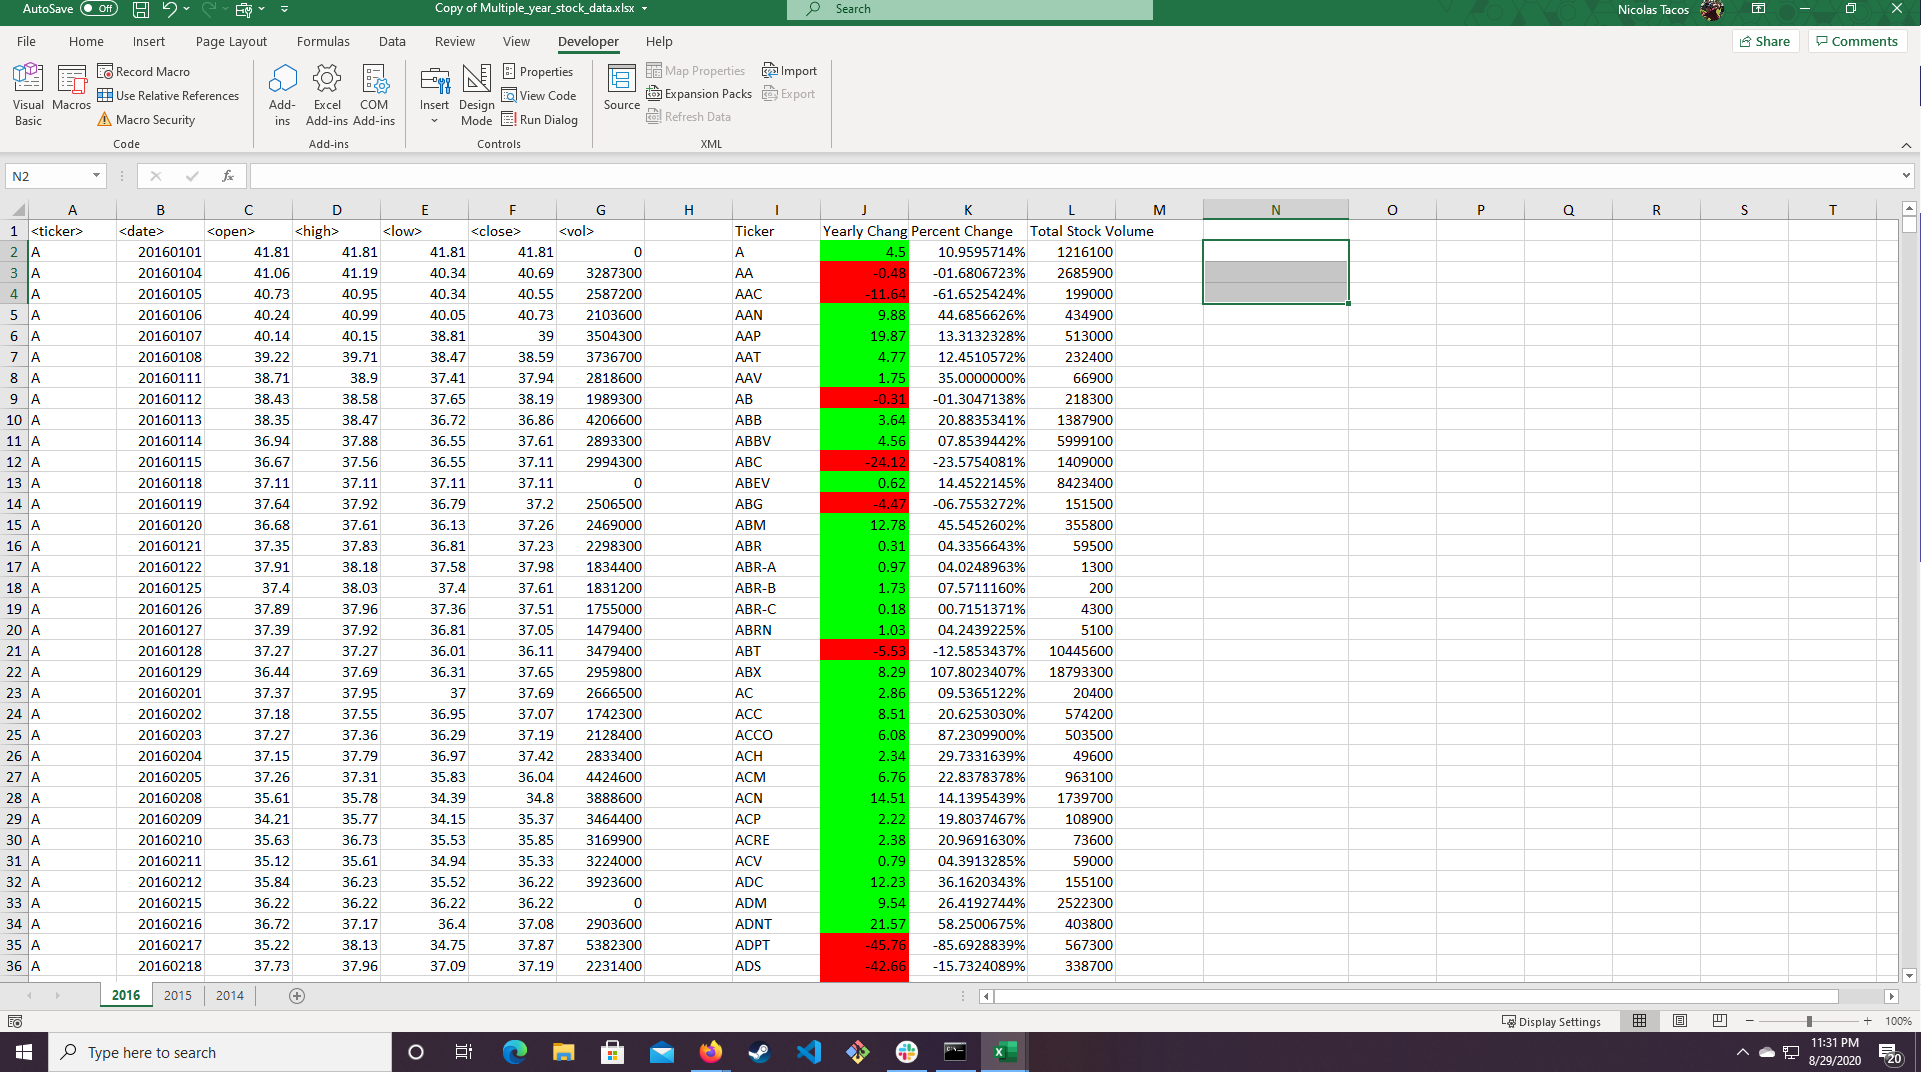 AutoSave Off Copy of Multiple_year_stock_data.xlsx Search Nicolas Tacos
File Home Insert Page Layout Formulas Data Review View Developer Help Share Comments
Visual Basic Macros Record Macro Use Relative References Macro Security
Add-ins Excel Add-ins COM Add-ins
Insert Design Mode Properties View Code Run Dialog
Source Map Properties Expansion Packs Refresh Data Import Export
Code Add-ins Controls XML
N2 fx
A B C D E F G H I J K L M N O P Q R S T
1 <ticker> <date> <open> <high> <low> <close> <vol> Ticker Yearly Chang Percent Change Total Stock Volume
2 A 20160101 41.81 41.81 41.81 41.81 0 A 4.5 10.9595714% 1216100
3 A 20160104 41.06 41.19 40.34 40.69 3287300 AA -0.48 -01.6806723% 2685900
4 A 20160105 40.73 40.95 40.34 40.55 2587200 AAC -11.64 -61.6525424% 199000
5 A 20160106 40.24 40.99 40.05 40.73 2103600 AAN 9.88 44.6856626% 434900
6 A 20160107 40.14 40.15 38.81 39 3504300 AAP 19.87 13.3132328% 513000
7 A 20160108 39.22 39.71 38.47 38.59 3736700 AAT 4.77 12.4510572% 232400
8 A 20160111 38.71 38.9 37.41 37.94 2818600 AAV 1.75 35.0000000% 66900
9 A 20160112 38.43 38.58 37.65 38.19 1989300 AB -0.31 -01.3047138% 218300
10 A 20160113 38.35 38.47 36.72 36.86 4206600 ABB 3.64 20.8835341% 1387900
11 A 20160114 36.94 37.88 36.55 37.61 2893300 ABBV 4.56 07.8539442% 5999100
12 A 20160115 36.67 37.56 36.55 37.11 2994300 ABC -24.12 -23.5754081% 1409000
13 A 20160118 37.11 37.11 37.11 37.11 0 ABEV 0.62 14.4522145% 8423400
14 A 20160119 37.64 37.92 36.79 37.2 2506500 ABG -4.47 -06.7553272% 151500
15 A 20160120 36.68 37.61 36.13 37.26 2469000 ABM 12.78 45.5452602% 355800
16 A 20160121 37.35 37.83 36.81 37.23 2298300 ABR 0.31 04.3356643% 59500
17 A 20160122 37.91 38.18 37.58 37.98 1834400 ABR-A 0.97 04.0248963% 1300
18 A 20160125 37.4 38.03 37.4 37.61 1831200 ABR-B 1.73 07.5711160% 200
19 A 20160126 37.89 37.96 37.36 37.51 1755000 ABR-C 0.18 00.7151371% 4300
20 A 20160127 37.39 37.92 36.81 37.05 1479400 ABRN 1.03 04.2439225% 5100
21 A 20160128 37.27 37.27 36.01 36.11 3479400 ABT -5.53 -12.5853437% 10445600
22 A 20160129 36.44 37.69 36.31 37.65 2959800 ABX 8.29 107.8023407% 18793300
23 A 20160201 37.37 37.95 37 37.69 2666500 AC 2.86 09.5365122% 20400
24 A 20160202 37.18 37.55 36.95 37.07 1742300 ACC 8.51 20.6253030% 574200
25 A 20160203 37.27 37.36 36.29 37.19 2128400 ACCO 6.08 87.2309900% 503500
26 A 20160204 37.15 37.79 36.97 37.42 2833400 ACH 2.34 29.7331639% 49600
27 A 20160205 37.26 37.31 35.83 36.04 4424600 ACM 6.76 22.8378378% 963100
28 A 20160208 35.61 35.78 34.39 34.8 3888600 ACN 14.51 14.1395439% 1739700
29 A 20160209 34.21 35.77 34.15 35.37 3464400 ACP 2.22 19.8037467% 108900
30 A 20160210 35.63 36.73 35.53 35.85 3169900 ACRE 2.38 20.9691630% 73600
31 A 20160211 35.12 35.61 34.94 35.33 3224000 ACV 0.79 04.3913285% 59000
32 A 20160212 35.84 36.23 35.52 36.22 3923600 ADC 12.23 36.1620343% 155100
33 A 20160215 36.22 36.22 36.22 36.22 0 ADM 9.54 26.4192744% 2522300
34 A 20160216 36.72 37.17 36.4 37.08 2903600 ADNT 21.57 58.2500675% 403800
35 A 20160217 35.22 38.13 34.75 37.87 5382300 ADPT -45.76 -85.6928839% 567300
36 A 20160218 37.73 37.96 37.09 37.19 2231400 ADS -42.66 -15.7324089% 338700
2016 2015 2014
Display Settings 100%
Type here to search
11:31 PM
8/29/2020
20